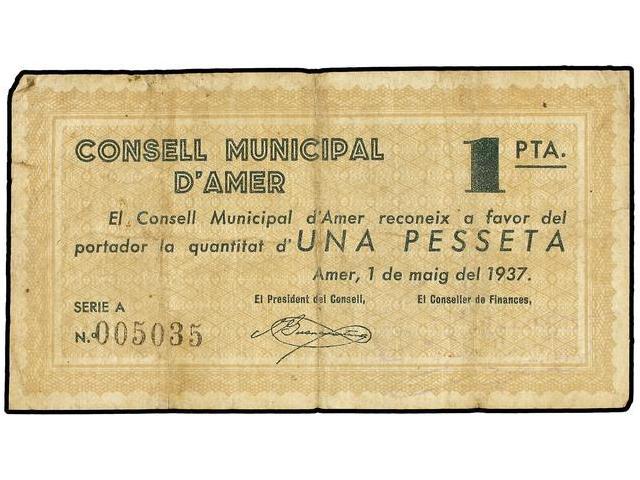 CONSELL MUNICIPAL
D'AMER
1 PTA.
El Consell Municipal d'Amer reconeix a favor del
portador la quantitat d'UNA PESSETA
Amer, 1 de maig del 1937.
El President del Consell, El Conseller de Finances,
SERIE A
N.º 005035